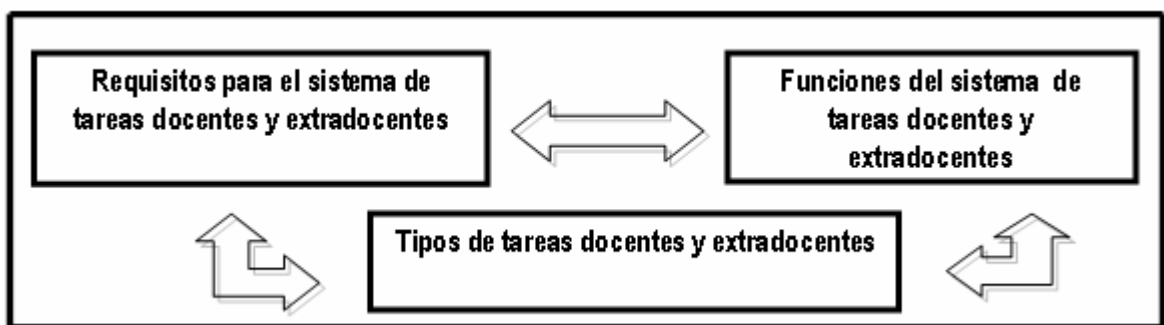 Requisitos para el sistema de
tareas docentes y extradocentes
Funciones del sistema de
tareas docentes y
extradocentes
Tipos de tareas docentes y extradocentes